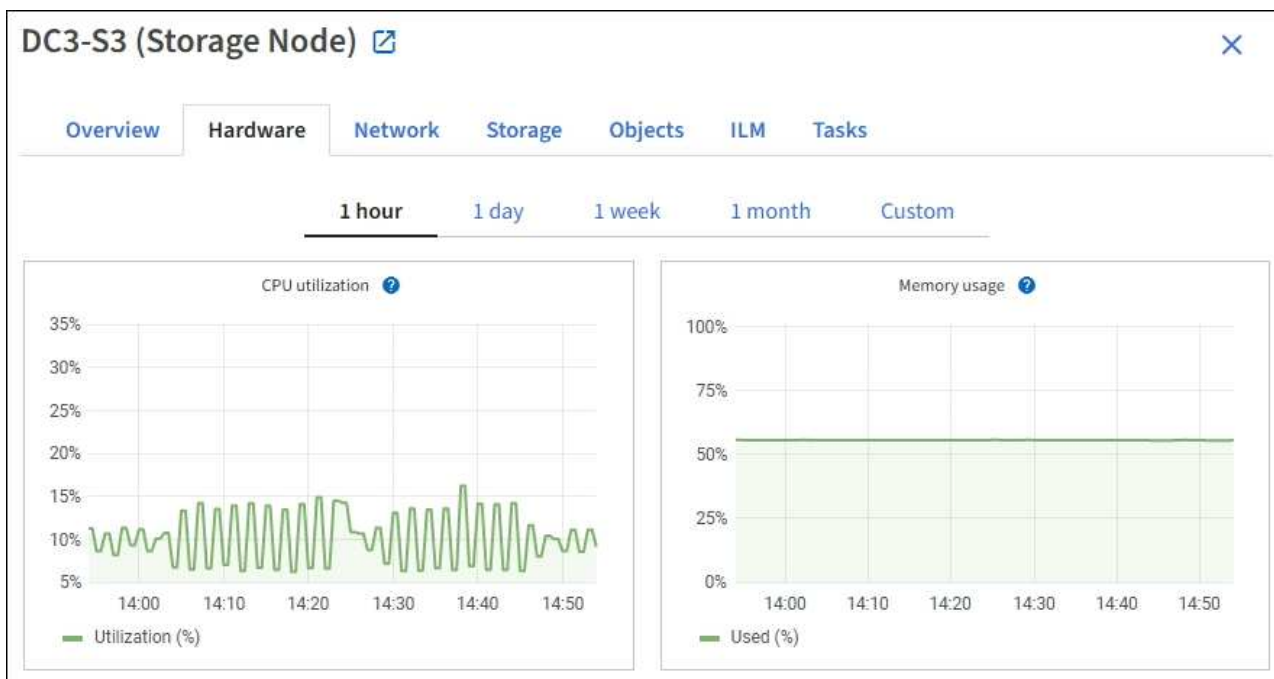 DC3-S3 (Storage Node)
Overview Hardware Network Storage Objects ILM Tasks
1 hour 1 day 1 week 1 month Custom
CPU utilization ?
35%
30%
25%
20%
15%
10%
5%
14:00 14:10 14:20 14:30 14:40 14:50
Utilization (%)
Memory usage ?
100%
75%
50%
25%
0%
14:00 14:10 14:20 14:30 14:40 14:50
Used (%)